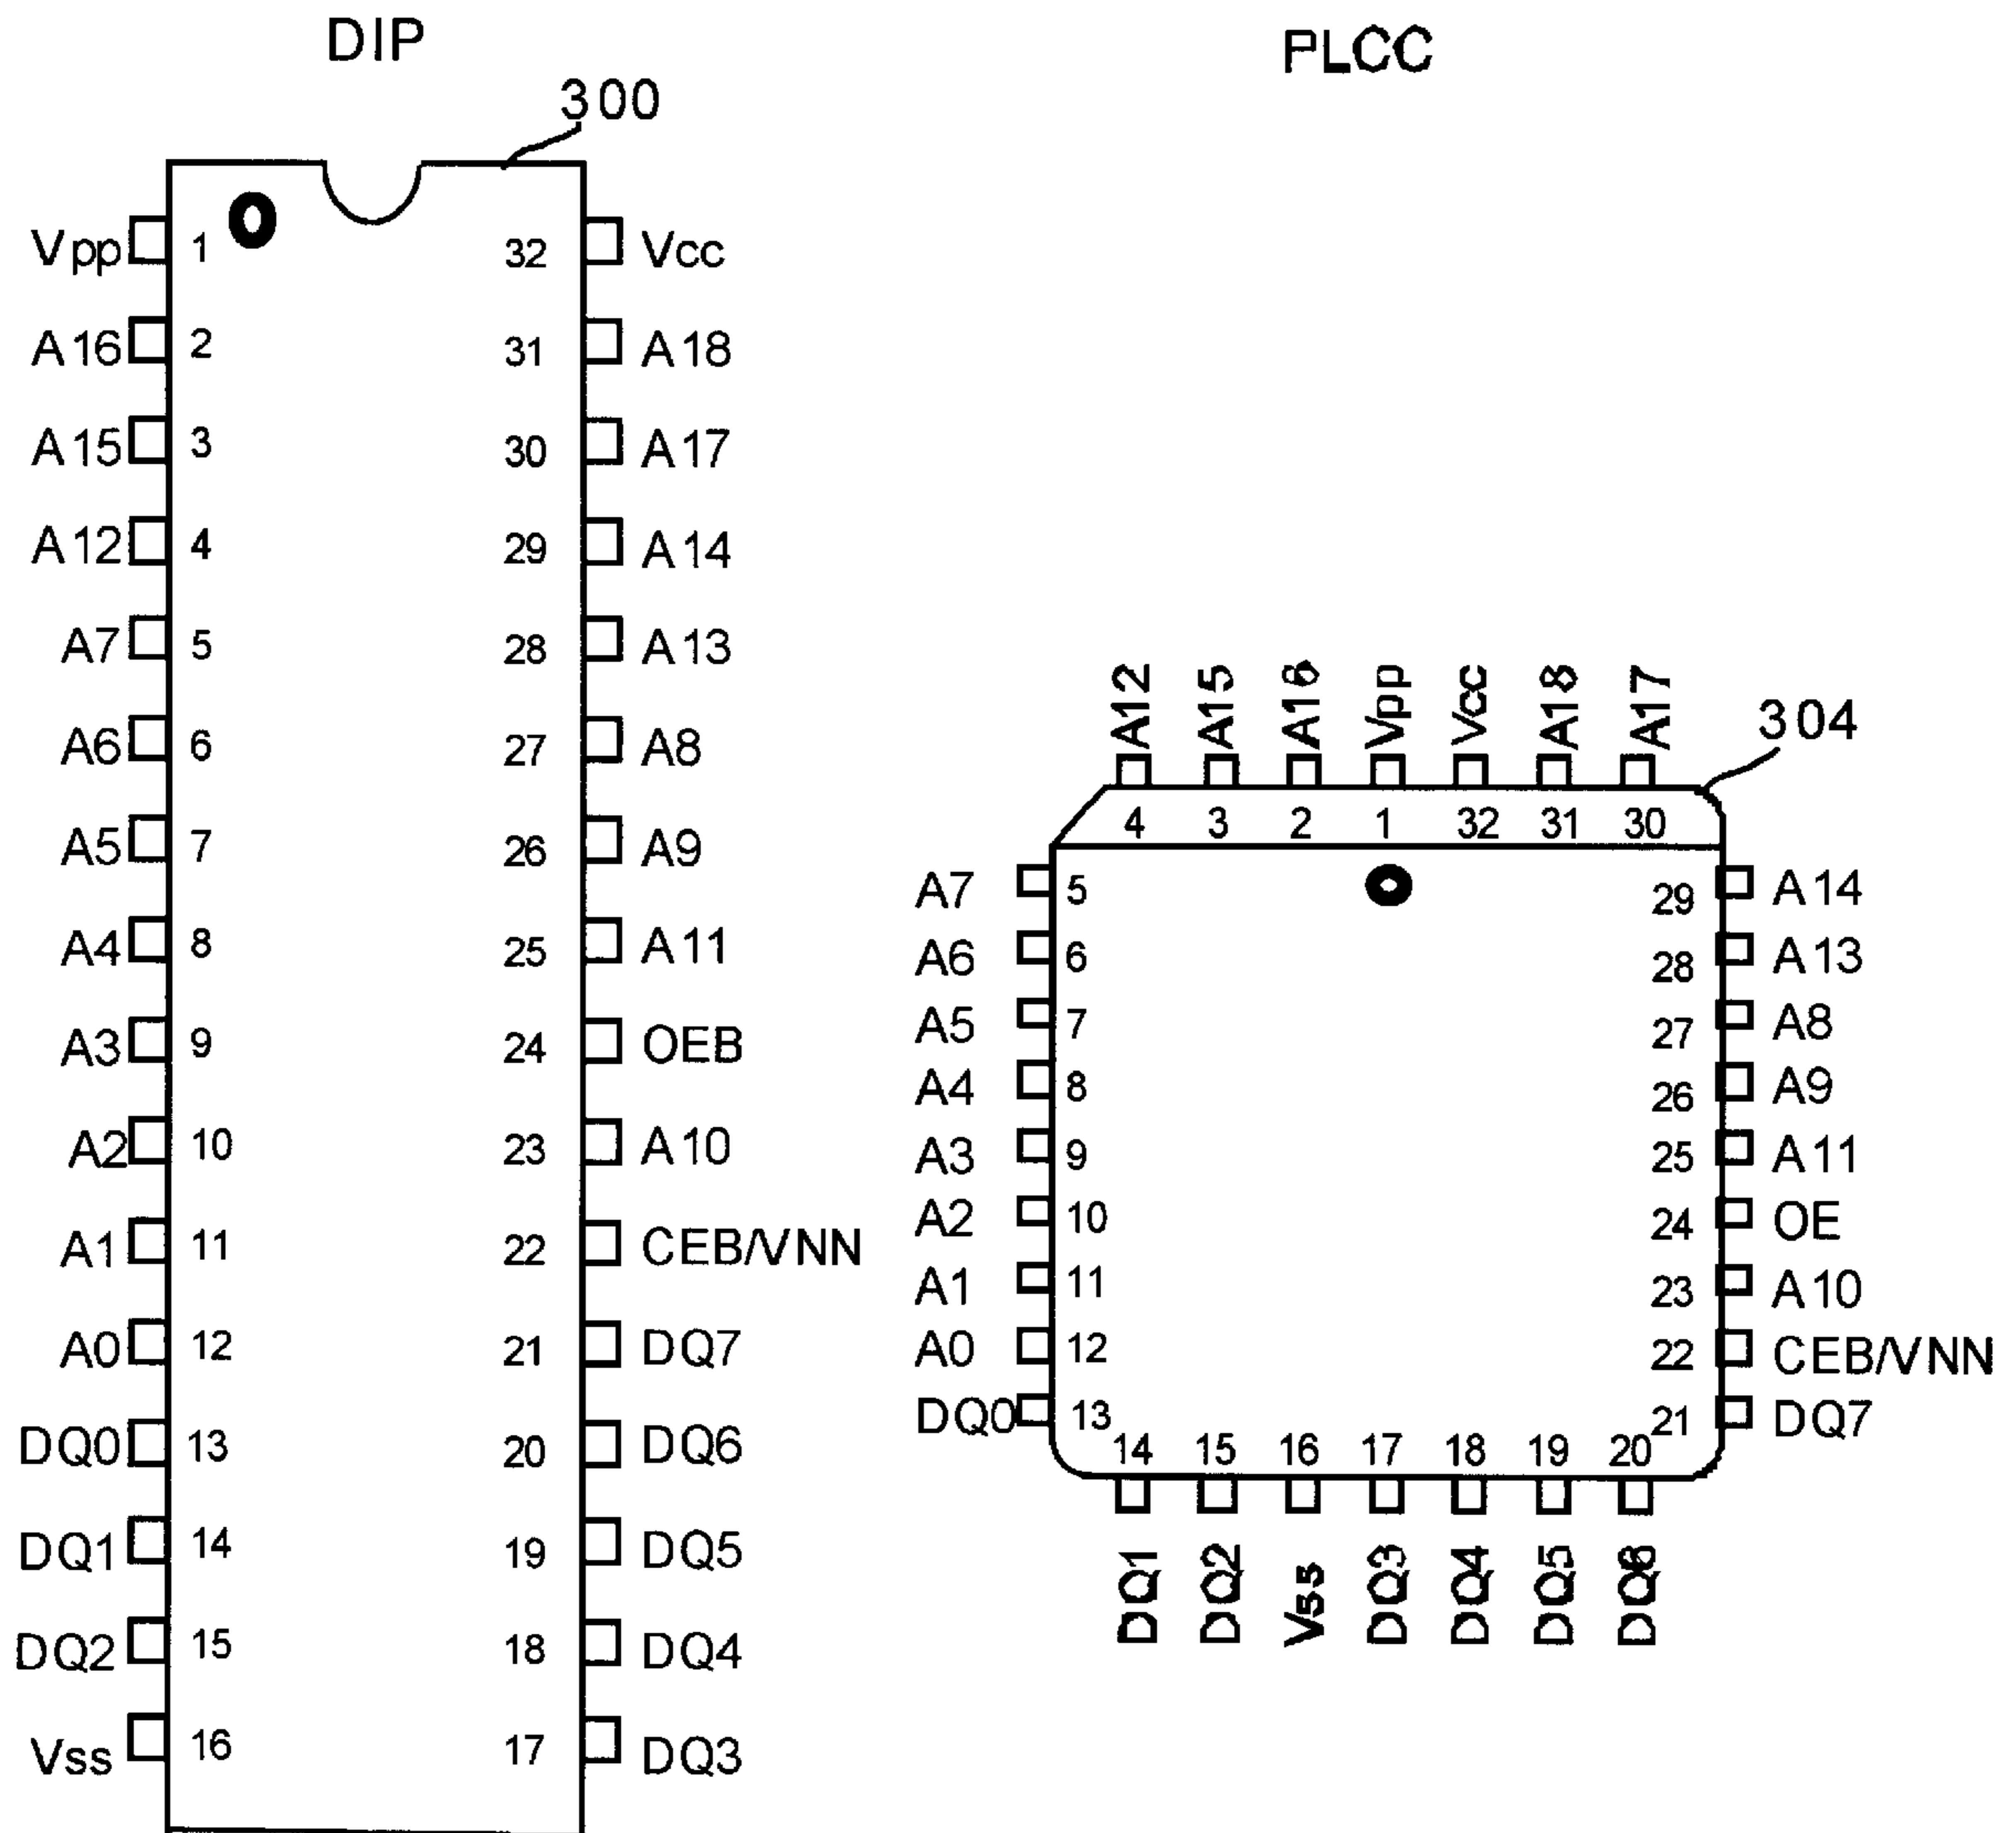 DIP
300
Vpp 1 32 Vcc
A16 2 31 A18
A15 3 30 A17
A12 4 29 A14
A7 5 28 A13
A6 6 27 A8
A5 7 26 A9
A4 8 25 A11
A3 9 24 OEB
A2 10 23 A10
A1 11 22 CEB/VNN
A0 12 21 DQ7
DQ0 13 20 DQ6
DQ1 14 19 DQ5
DQ2 15 18 DQ4
Vss 16 17 DQ3
PLCC
304
A12 A15 A16 Vpp Vcc A18 A17
4 3 2 1 32 31 30
A7 5 29 A14
A6 6 28 A13
A5 7 27 A8
A4 8 26 A9
A3 9 25 A11
A2 10 24 OE
A1 11 23 A10
A0 12 22 CEB/VNN
DQ0 13 21 DQ7
14 15 16 17 18 19 20
DQ1 DQ2 Vss DQ3 DQ4 DQ5 DQ6